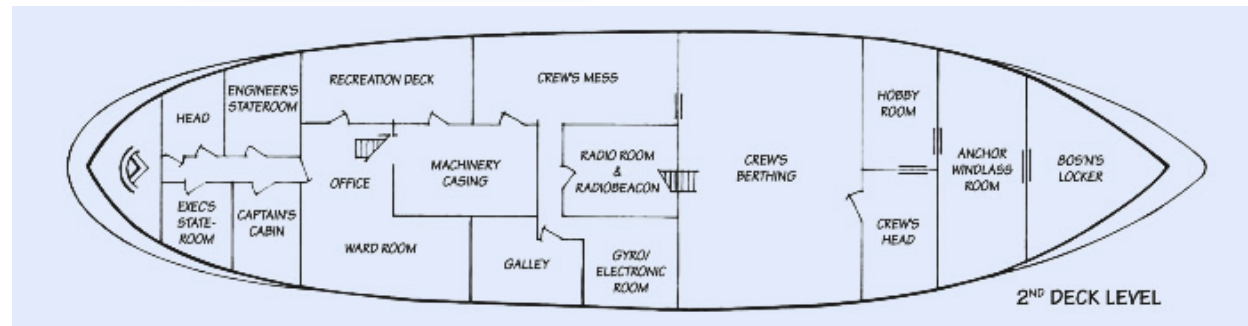 RECREATION DECK
CREW'S MESS
ENGINEER'S
STATEROOM
HEAD
HOBBY
ROOM
OFFICE
MACHINERY
CASING
RADIO ROOM
&
RADIOBEACON
CREW'S
BERTHING
ANCHOR
WINDLASS
ROOM
BOS'N'S
LOCKER
EXEC'S
STATE-
ROOM
CAPTAIN'S
CABIN
WARD ROOM
GALLEY
GYRO/
ELECTRONIC
ROOM
CREW'S
HEAD
2ND DECK LEVEL